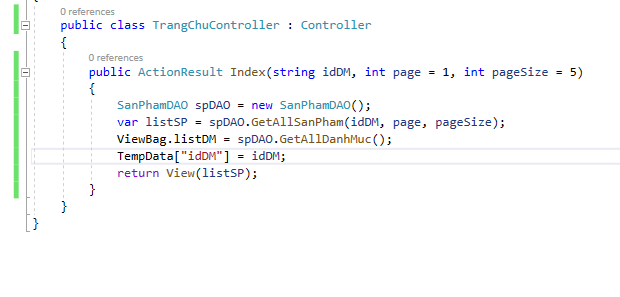 0 references
public class TrangChuController : Controller
{
0 references
public ActionResult Index(string idDM, int page = 1, int pageSize = 5)
{
SanPhamDAO spDAO = new SanPhamDAO();
var listSP = spDAO.GetAllSanPham(idDM, page, pageSize);
ViewBag.listDM = spDAO.GetAllDanhMuc();
TempData["idDM"] = idDM;
return View(listSP);
}
}
}